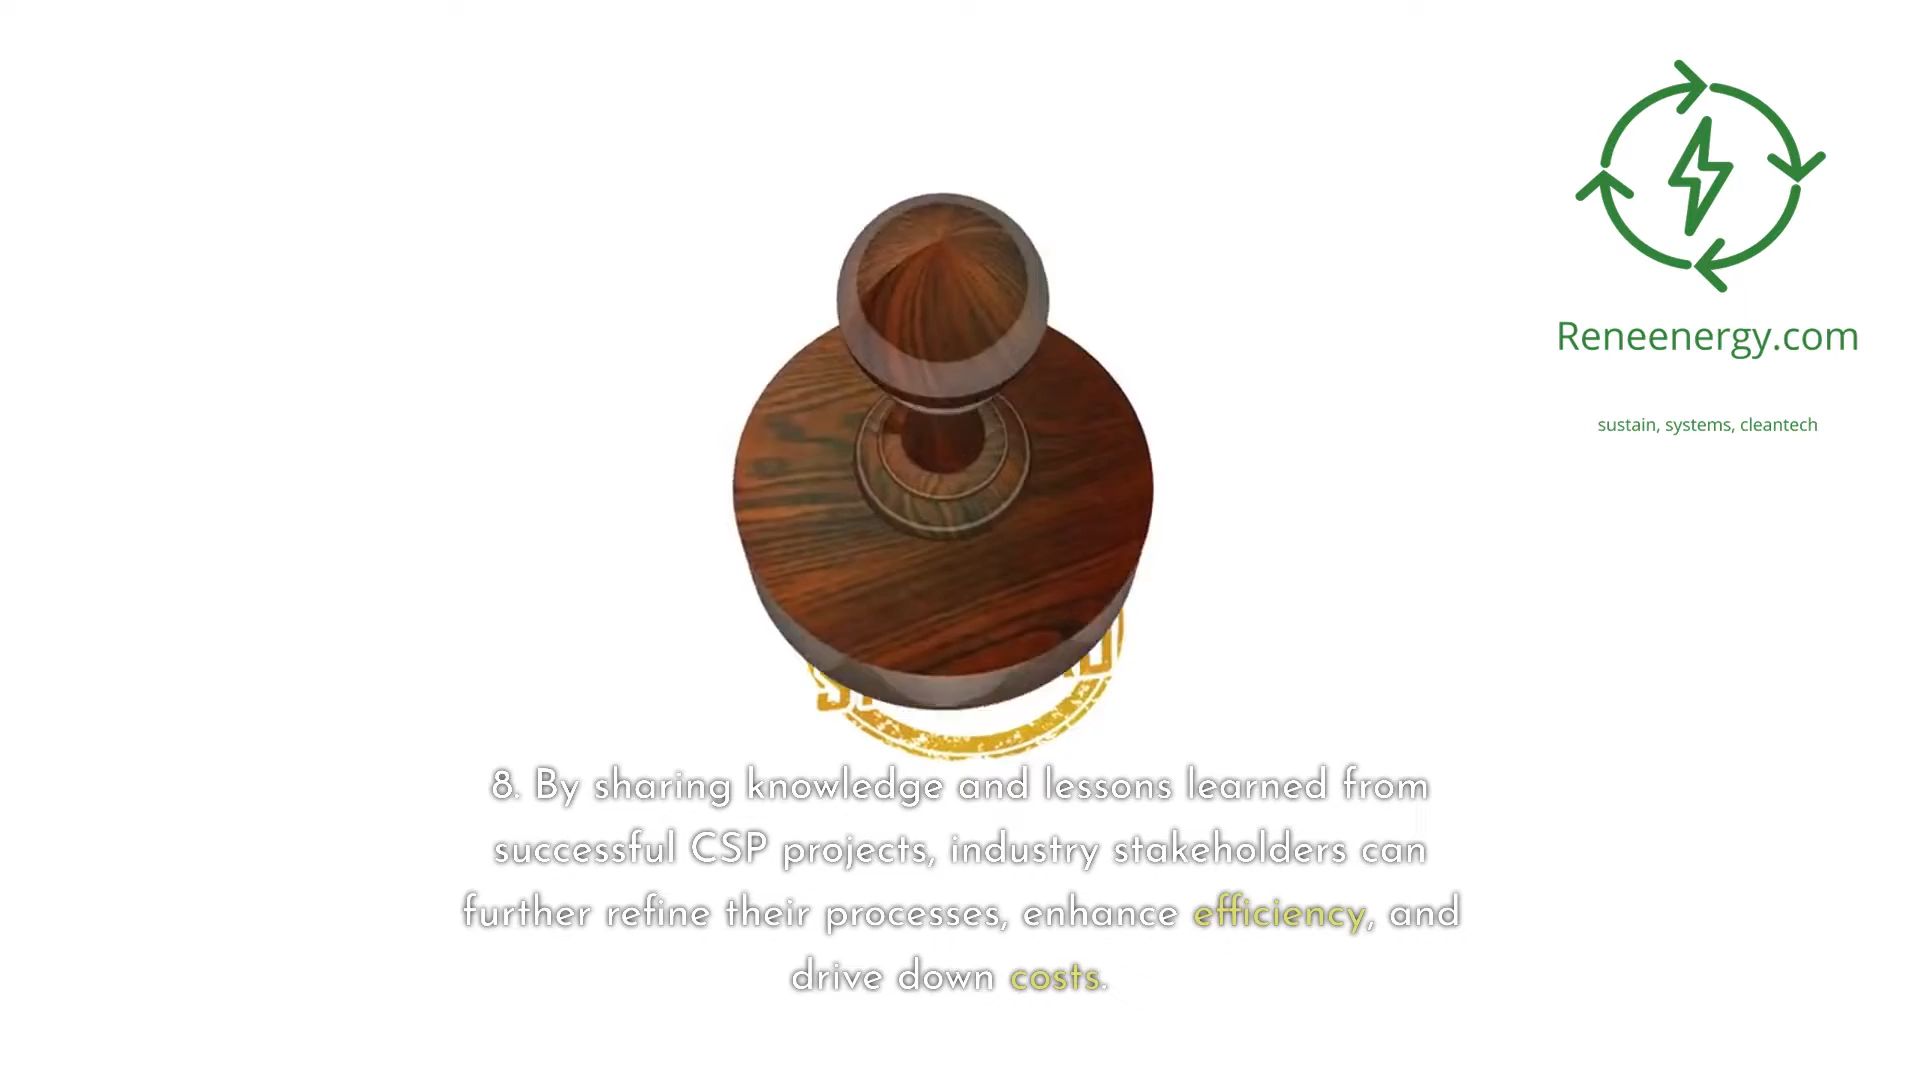 Reneenergy.com
sustain, systems, cleantech
8. By sharing knowledge and lessons learned from
successful CSP projects, industry stakeholders can
further refine their processes, enhance efficiency, and
drive down costs.